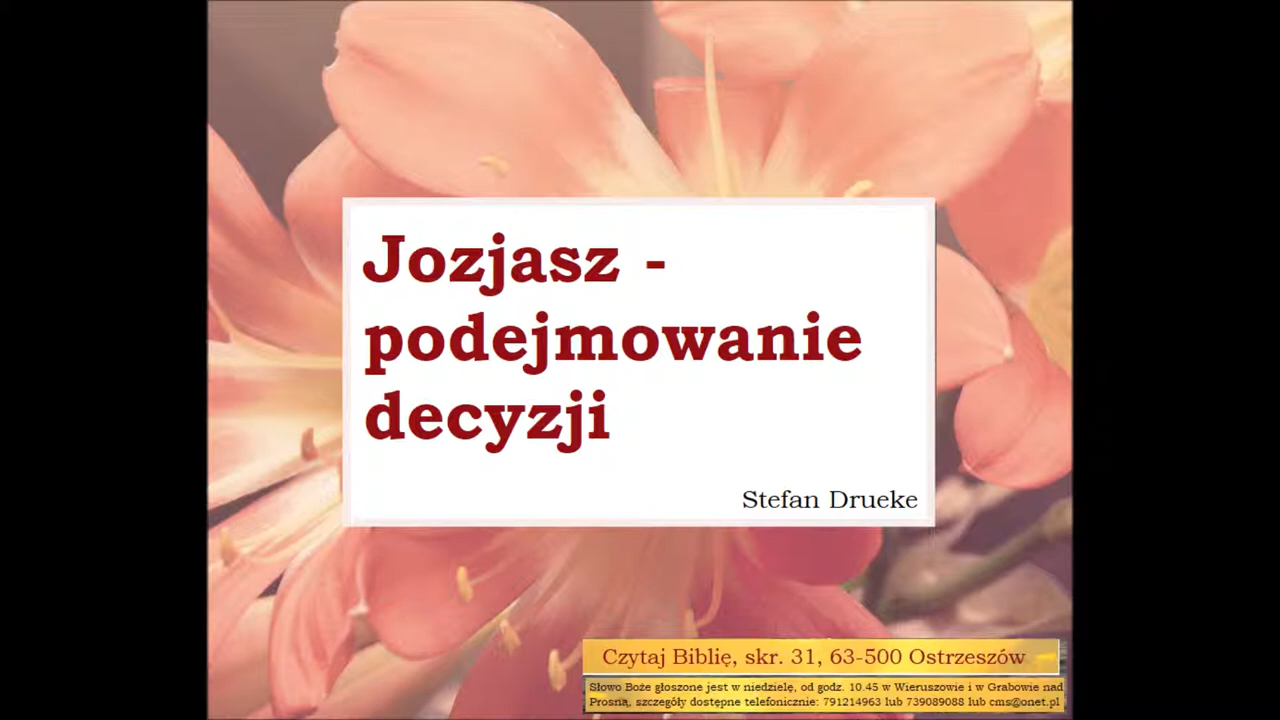 Jozjasz -
podejmowanie
decyzji
Stefan Drueke
Czytaj Biblię, skr. 31, 63-500 Ostrzeszów
Słowo Boże głoszone jest w niedzielę, od godz. 10.45 w Wieruszowie i w Grabowie nad
Prosną, szczegóły dostępne telefonicznie: 791214963 lub 739089088 lub cms@onet.pl